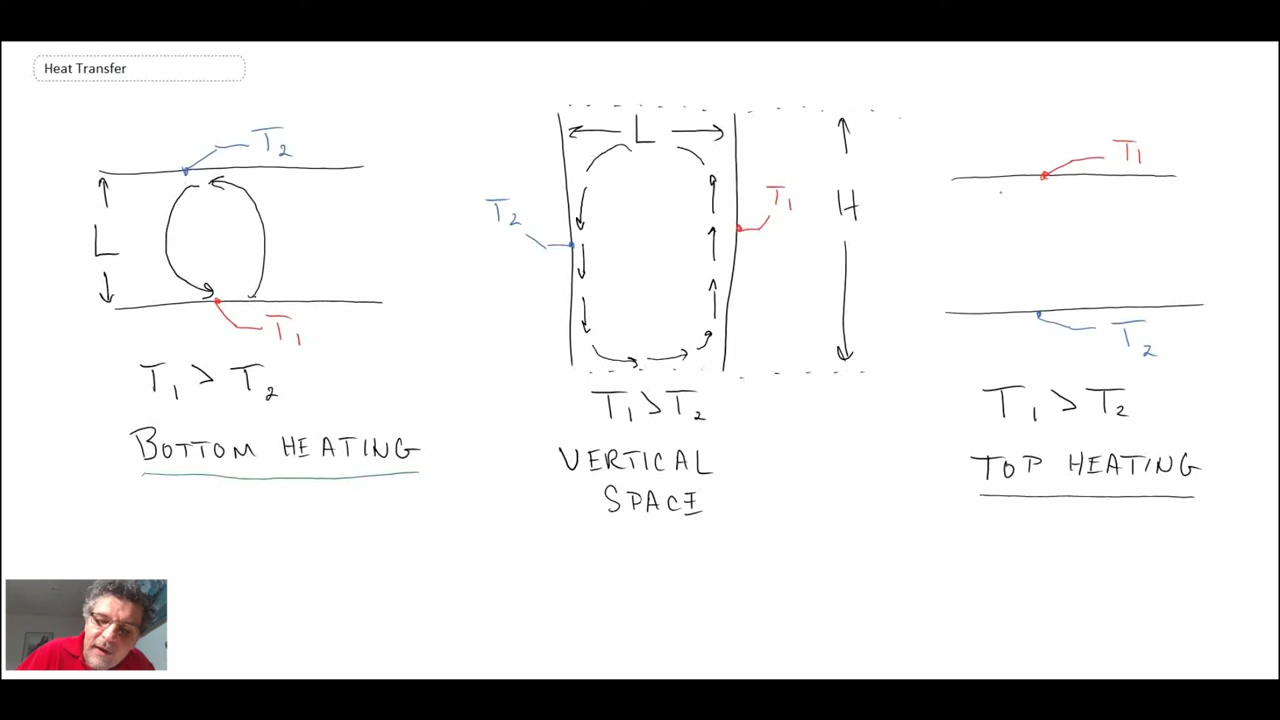 Heat Transfer
T2
L
T1
T1 > T2
BOTTOM HEATING
L
T2
T1
H
T1 > T2
VERTICAL
SPACE
T1
T2
T1 > T2
TOP HEATING